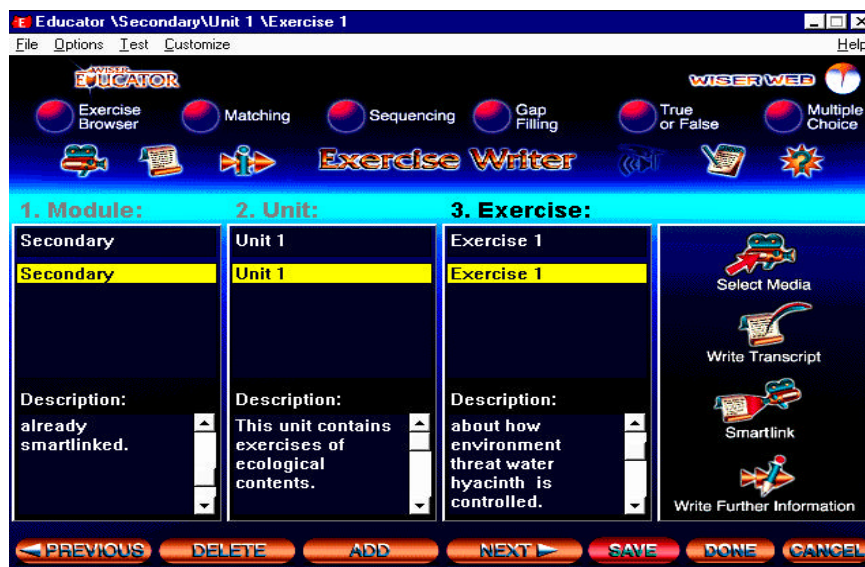 Educator \Secondary\Unit 1 \Exercise 1
File Options Test Customize Help
WISER
EDUCATOR
WISERWEB
Exercise
Browser
Matching
Sequencing
Gap
Filling
True
or False
Multiple
Choice
Exercise Writer
1. Module: 2. Unit: 3. Exercise:
Secondary Unit 1 Exercise 1
Secondary Unit 1 Exercise 1
Select Media
Write Transcript
Smartlink
Write Further Information
Description:
already
smartlinked.
Description:
This unit contains
exercises of
ecological
contents.
Description:
about how
environment
threat water
hyacinth is
controlled.
PREVIOUS DELETE ADD NEXT SAVE DONE CANCEL